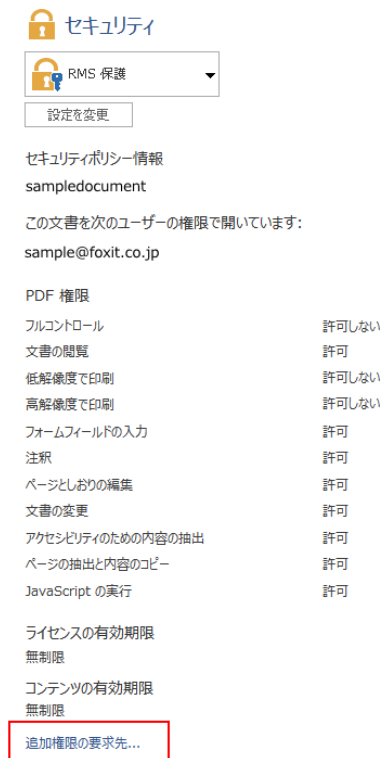 セキュリティ
RMS 保護
設定を変更
セキュリティポリシー情報
sampledocument
この文書を次のユーザーの権限で開いています:
sample@foxit.co.jp
PDF 権限
フルコントロール 許可しない
文書の閲覧 許可
低解像度で印刷 許可しない
高解像度で印刷 許可しない
フォームフィールドの入力 許可
注釈 許可
ページとしおりの編集 許可
文書の変更 許可
アクセシビリティのための内容の抽出 許可
ページの抽出と内容のコピー 許可
JavaScript の実行 許可
ライセンスの有効期限
無制限
コンテンツの有効期限
無制限
追加権限の要求先...